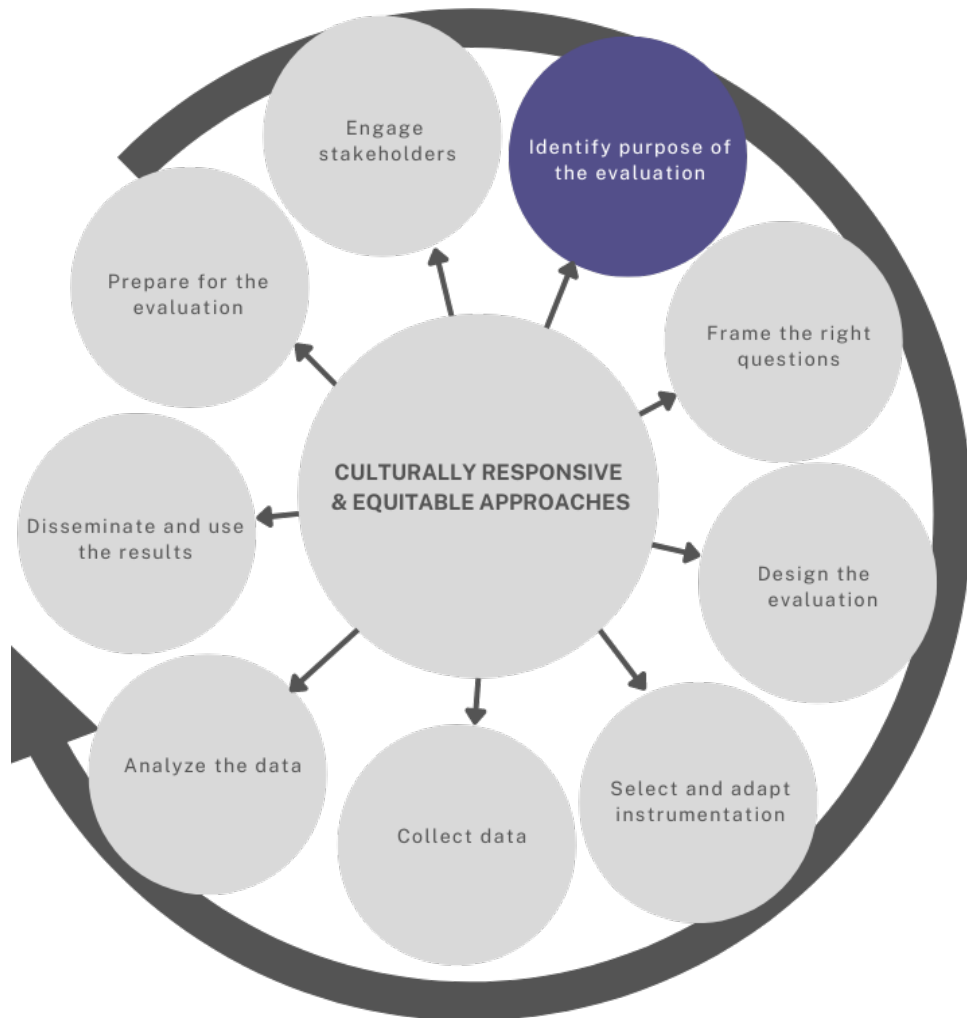 Engage
stakeholders
Identify purpose of
the evaluation
Prepare for the
evaluation
Frame the right
questions
CULTURALLY RESPONSIVE
& EQUITABLE APPROACHES
Disseminate and use
the results
Design the
evaluation
Analyze the data
Select and adapt
instrumentation
Collect data